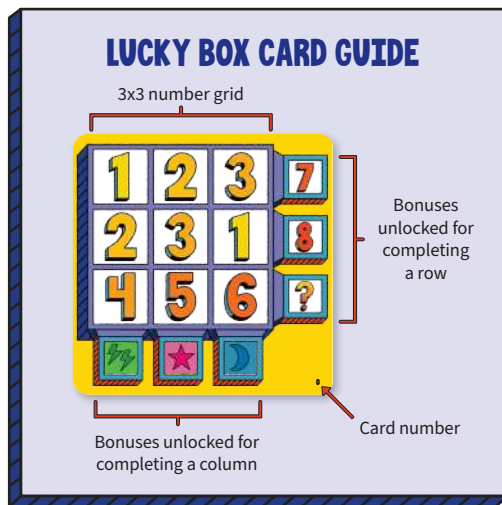 LUCKY BOX CARD GUIDE
3x3 number grid
1 2 3 7
2 3 1 8
4 5 6 ?
Bonuses
unlocked for
completing
a row
Card number
Bonuses unlocked for
completing a column